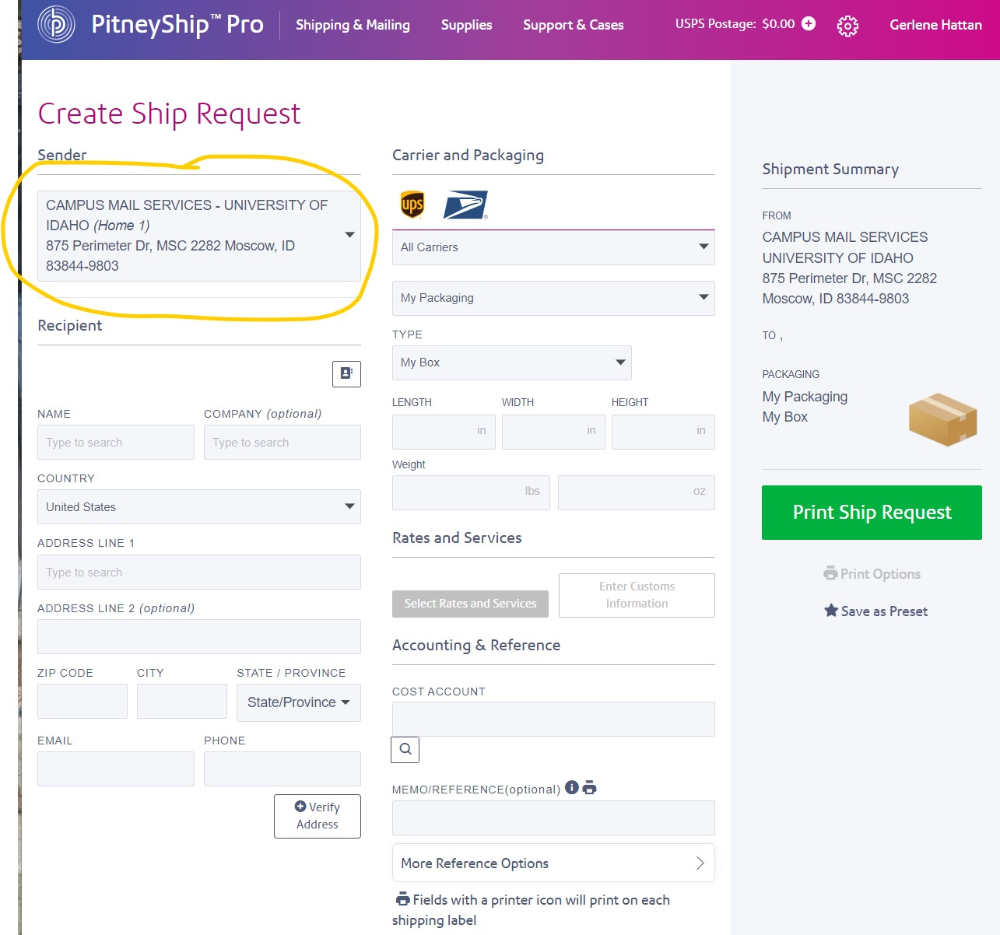 PitneyShip™ Pro
Shipping & Mailing
Supplies
Support & Cases
USPS Postage: $0.00
Gerlene Hattan
Create Ship Request
Sender
CAMPUS MAIL SERVICES - UNIVERSITY OF
IDAHO (Home 1)
875 Perimeter Dr, MSC 2282 Moscow, ID
83844-9803
Recipient
NAME
COMPANY (optional)
Type to search
Type to search
COUNTRY
United States
ADDRESS LINE 1
Type to search
ADDRESS LINE 2 (optional)
ZIP CODE
CITY
STATE / PROVINCE
State/Province
EMAIL
PHONE
Verify
Address
Carrier and Packaging
ups
All Carriers
My Packaging
TYPE
My Box
LENGTH
WIDTH
HEIGHT
in
in
in
Weight
lbs
oz
Rates and Services
Select Rates and Services
Enter Customs
Information
Accounting & Reference
COST ACCOUNT
MEMO/REFERENCE(optional)
More Reference Options
Fields with a printer icon will print on each
shipping label
Shipment Summary
FROM
CAMPUS MAIL SERVICES
UNIVERSITY OF IDAHO
875 Perimeter Dr, MSC 2282
Moscow, ID 83844-9803
TO ,
PACKAGING
My Packaging
My Box
Print Ship Request
Print Options
Save as Preset